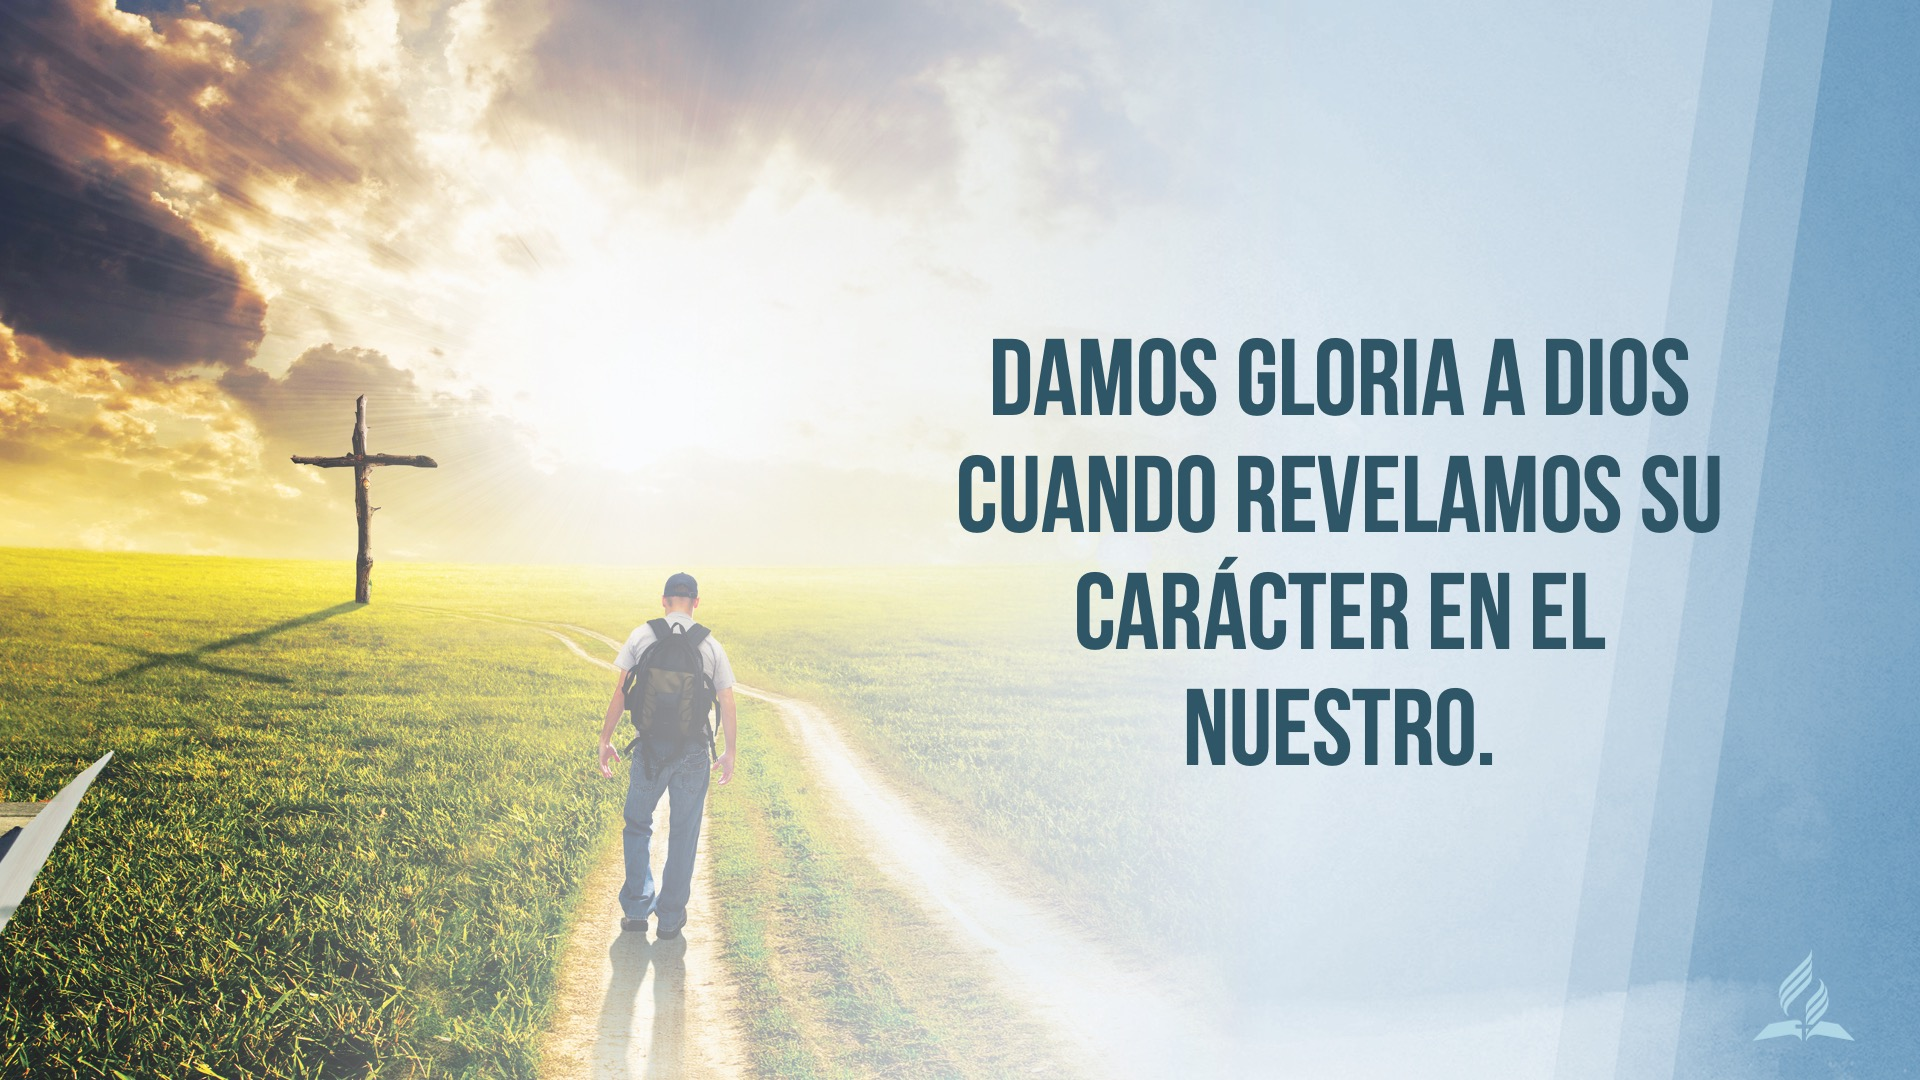 DAMOS GLORIA A DIOS
CUANDO REVELAMOS SU
CARÁCTER EN EL
NUESTRO.